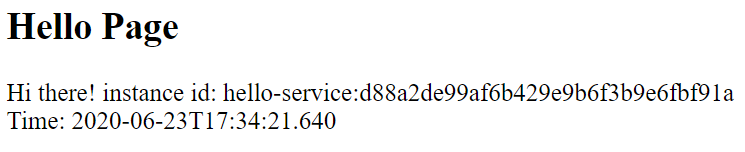 Hello Page
Hi there! instance id: hello-service:d88a2de99af6b429e9b6f3b9e6fbf91a
Time: 2020-06-23T17:34:21.640